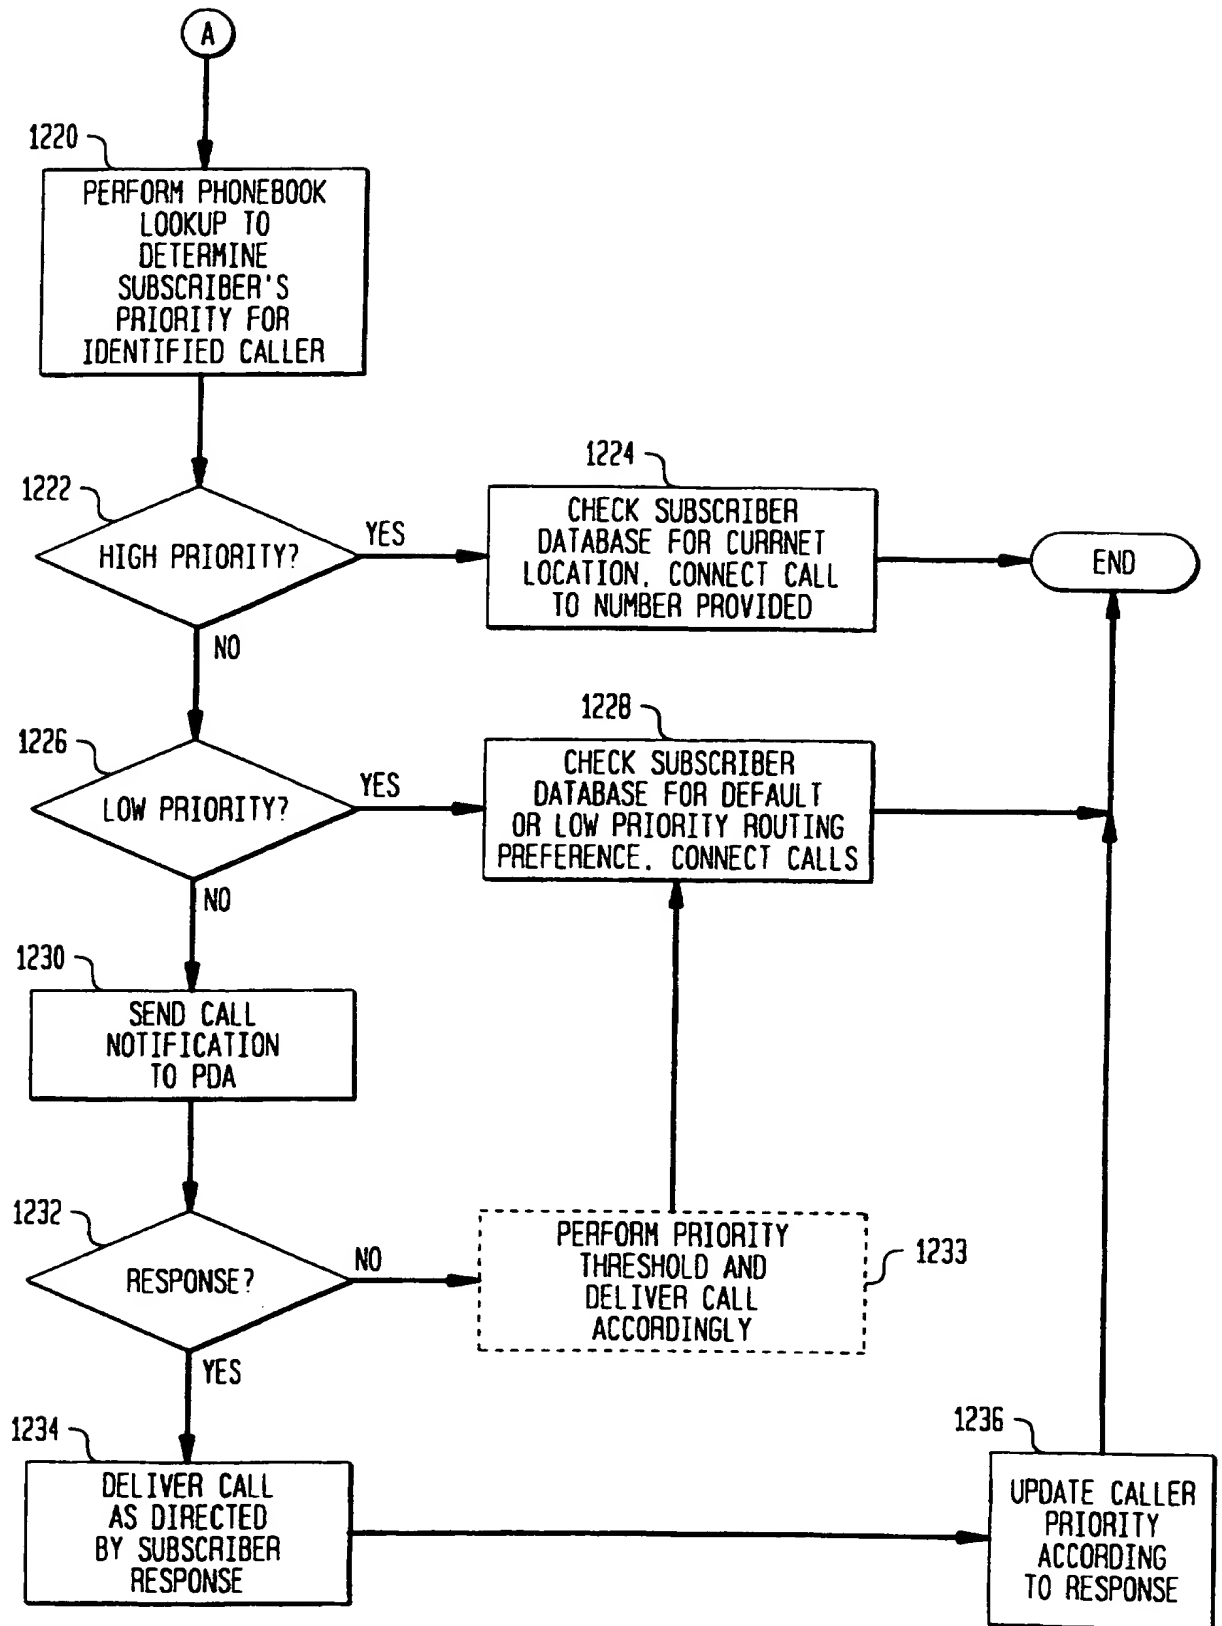 A
1220
PERFORM PHONEBOOK
LOOKUP TO
DETERMINE
SUBSCRIBER'S
PRIORITY FOR
IDENTIFIED CALLER
1222
HIGH PRIORITY?
YES
NO
1224
CHECK SUBSCRIBER
DATABASE FOR CURRNET
LOCATION. CONNECT CALL
TO NUMBER PROVIDED
END
1226
LOW PRIORITY?
YES
NO
1228
CHECK SUBSCRIBER
DATABASE FOR DEFAULT
OR LOW PRIORITY ROUTING
PREFERENCE. CONNECT CALLS
1230
SEND CALL
NOTIFICATION
TO PDA
1232
RESPONSE?
NO
YES
PERFORM PRIORITY
THRESHOLD AND
DELIVER CALL
ACCORDINGLY
1233
1234
DELIVER CALL
AS DIRECTED
BY SUBSCRIBER
RESPONSE
1236
UPDATE CALLER
PRIORITY
ACCORDING
TO RESPONSE